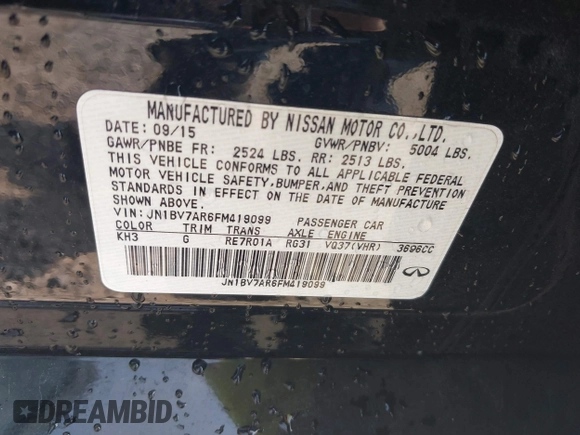 MANUFACTURED BY NISSAN MOTOR CO.,LTD.
DATE: 09/15 GVWR/PNBV: 5004 LBS.
GAWR/PNBE FR: 2524 LBS. RR: 2513 LBS.
THIS VEHICLE CONFORMS TO ALL APPLICABLE FEDERAL
MOTOR VEHICLE SAFETY, BUMPER, AND THEFT PREVENTION
STANDARDS IN EFFECT ON THE DATE OF MANUFACTURE
SHOWN ABOVE.
VIN: JN1BV7AR6FM419099 PASSENGER CAR
COLOR TRIM TRANS AXLE ENGINE
KH3 G RE7R01A RG31 VQ37(VHR) 3696CC
JN1BV7AR6FM419099
DREAMBID